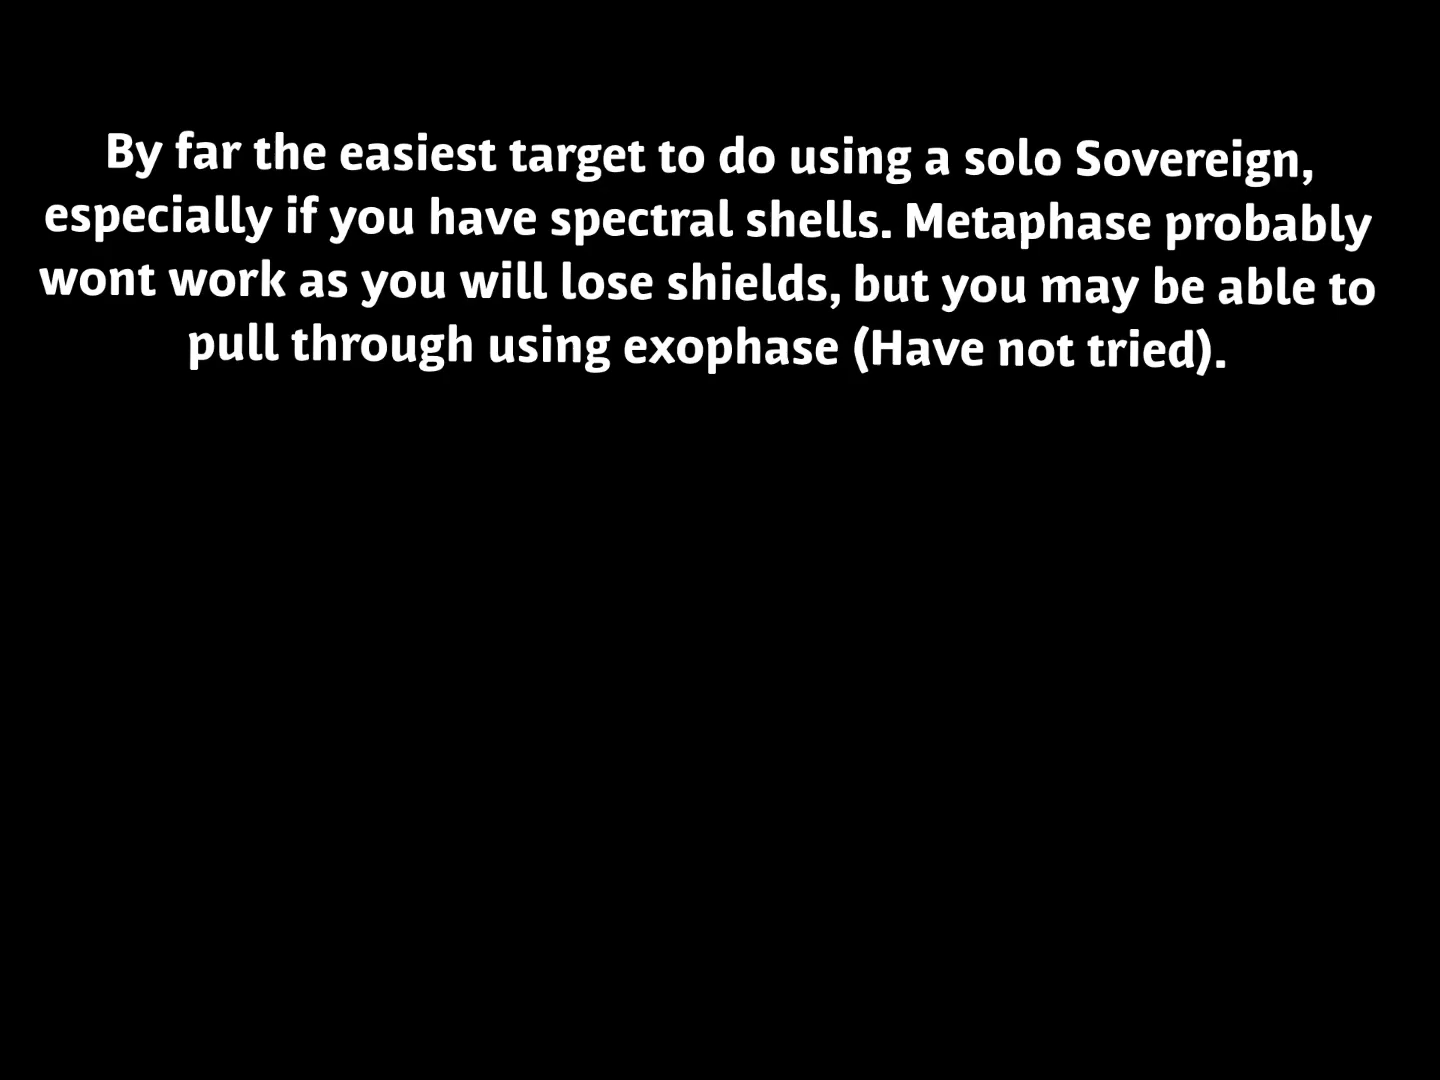 By far the easiest target to do using a solo Sovereign,
especially if you have spectral shells. Metaphase probably
wont work as you will lose shields, but you may be able to
pull through using exophase (Have not tried).